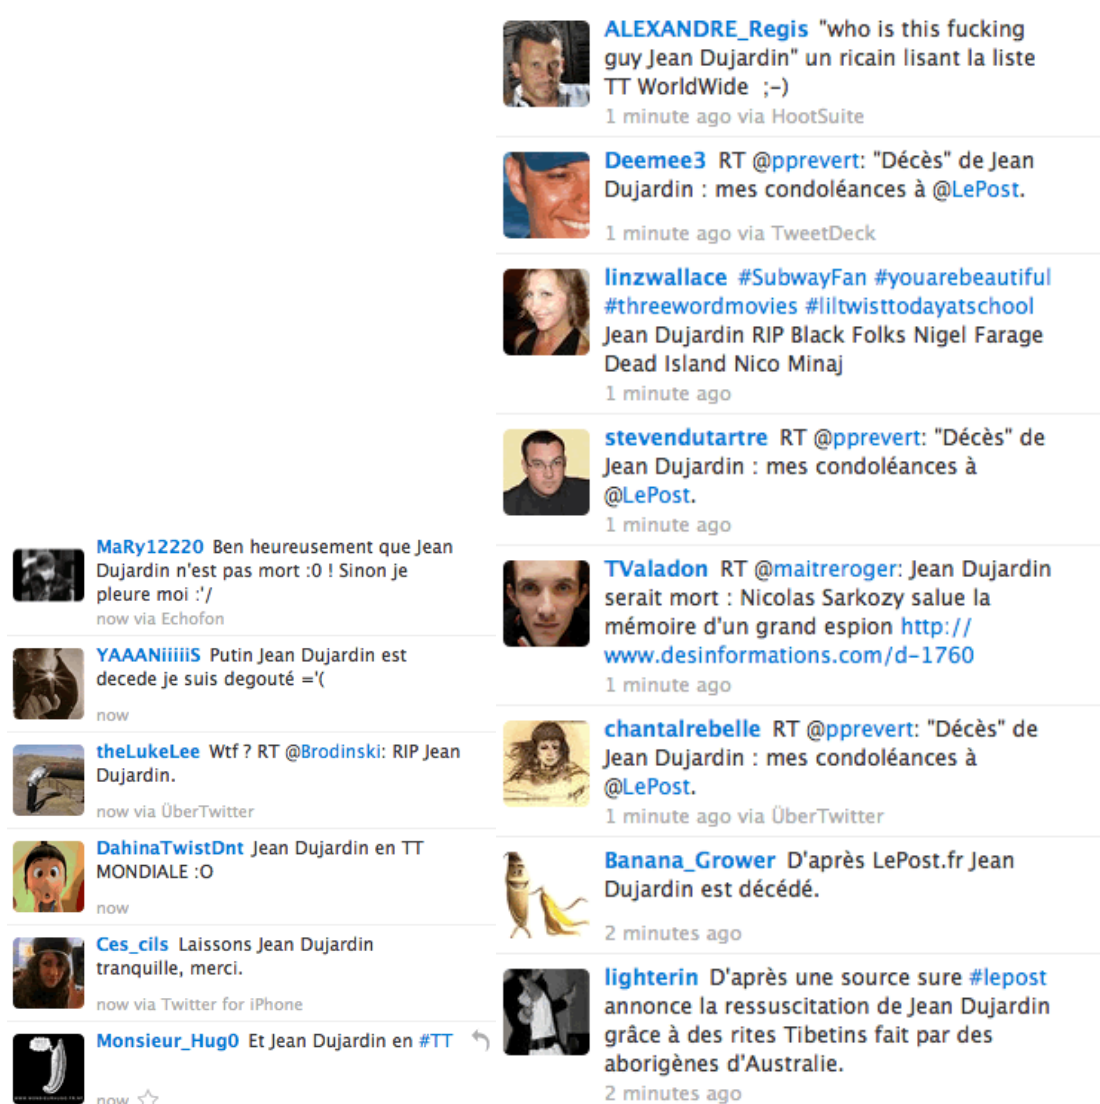 MaRy12220 Ben heureusement que Jean
Dujardin n'est pas mort :0 ! Sinon je
pleure moi :'/
now via Echofon
YAAANiiiiiS Putin Jean Dujardin est
decede je suis degouté ='(
now
theLukeLee Wtf ? RT @Brodinski: RIP Jean
Dujardin.
now via ÜberTwitter
DahinaTwistDnt Jean Dujardin en TT
MONDIALE :O
now
Ces_cils Laissons Jean Dujardin
tranquille, merci.
now via Twitter for iPhone
Monsieur_Hug0 Et Jean Dujardin en #TT
now
ALEXANDRE_Regis "who is this fucking
guy Jean Dujardin" un ricain lisant la liste
TT WorldWide ;-)
1 minute ago via HootSuite
Deemee3 RT @pprevert: "Décès" de Jean
Dujardin : mes condoléances à @LePost.
1 minute ago via TweetDeck
linzwallace #SubwayFan #youarebeautiful
#threewordmovies #liltwisttodayatschool
Jean Dujardin RIP Black Folks Nigel Farage
Dead Island Nico Minaj
1 minute ago
stevendutartre RT @pprevert: "Décès" de
Jean Dujardin : mes condoléances à
@LePost.
1 minute ago
TValadon RT @maitreroger: Jean Dujardin
serait mort : Nicolas Sarkozy salue la
mémoire d'un grand espion http://
www.desinformations.com/d-1760
1 minute ago
chantalrebelle RT @pprevert: "Décès" de
Jean Dujardin : mes condoléances à
@LePost.
1 minute ago via ÜberTwitter
Banana_Grower D'après LePost.fr Jean
Dujardin est décédé.
2 minutes ago
lighterin D'après une source sure #lepost
annonce la ressuscitation de Jean Dujardin
grâce à des rites Tibetins fait par des
aborigènes d'Australie.
2 minutes ago